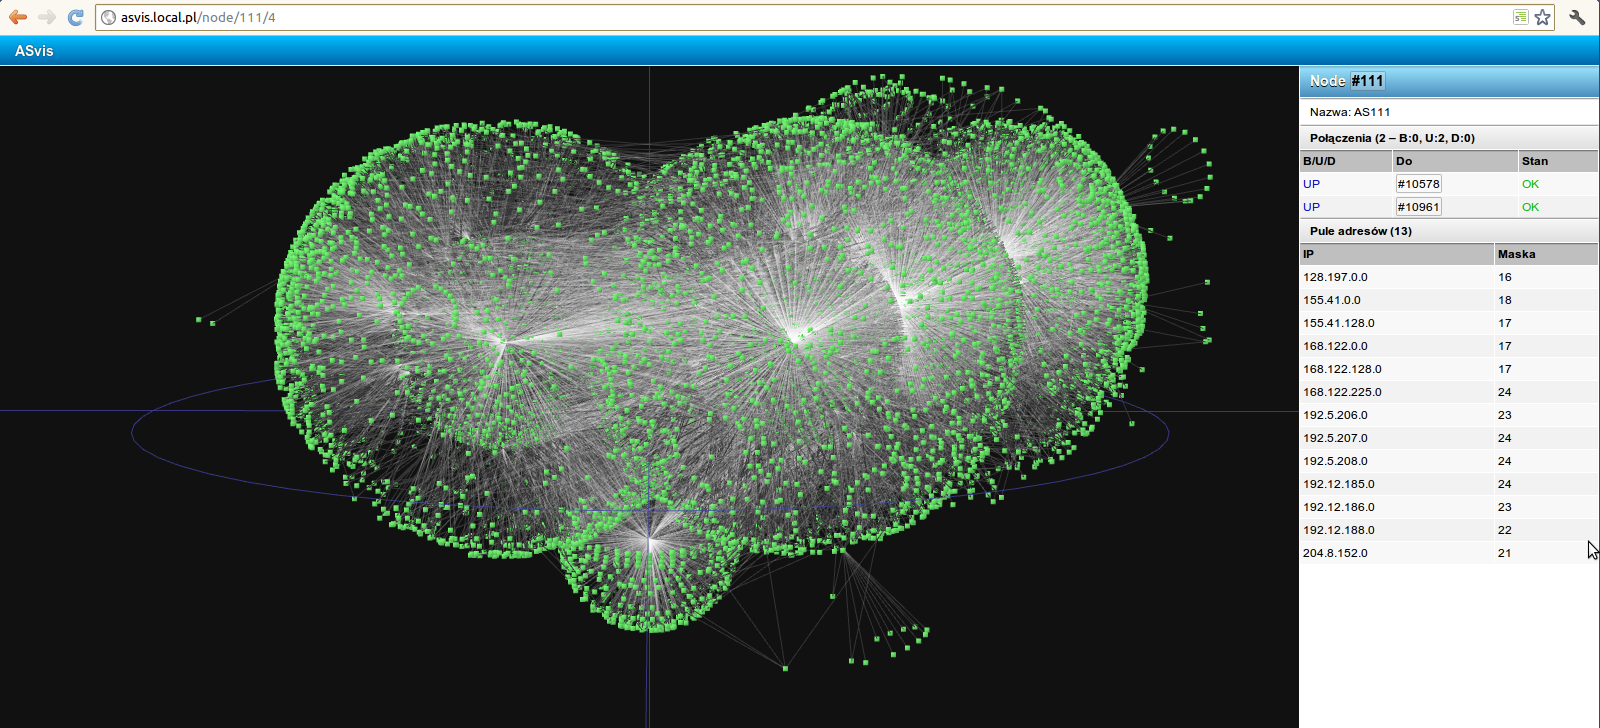 asvis.local.pl/node/111/4
ASvis
Node #111
Nazwa: AS111
Połączenia (2 – B:0, U:2, D:0)
B/U/D Do Stan
UP #10578 OK
UP #10961 OK
Pule adresów (13)
IP Maska
128.197.0.0 16
155.41.0.0 18
155.41.128.0 17
168.122.0.0 17
168.122.128.0 17
168.122.225.0 24
192.5.206.0 23
192.5.207.0 24
192.5.208.0 24
192.12.185.0 24
192.12.186.0 23
192.12.188.0 22
204.8.152.0 21